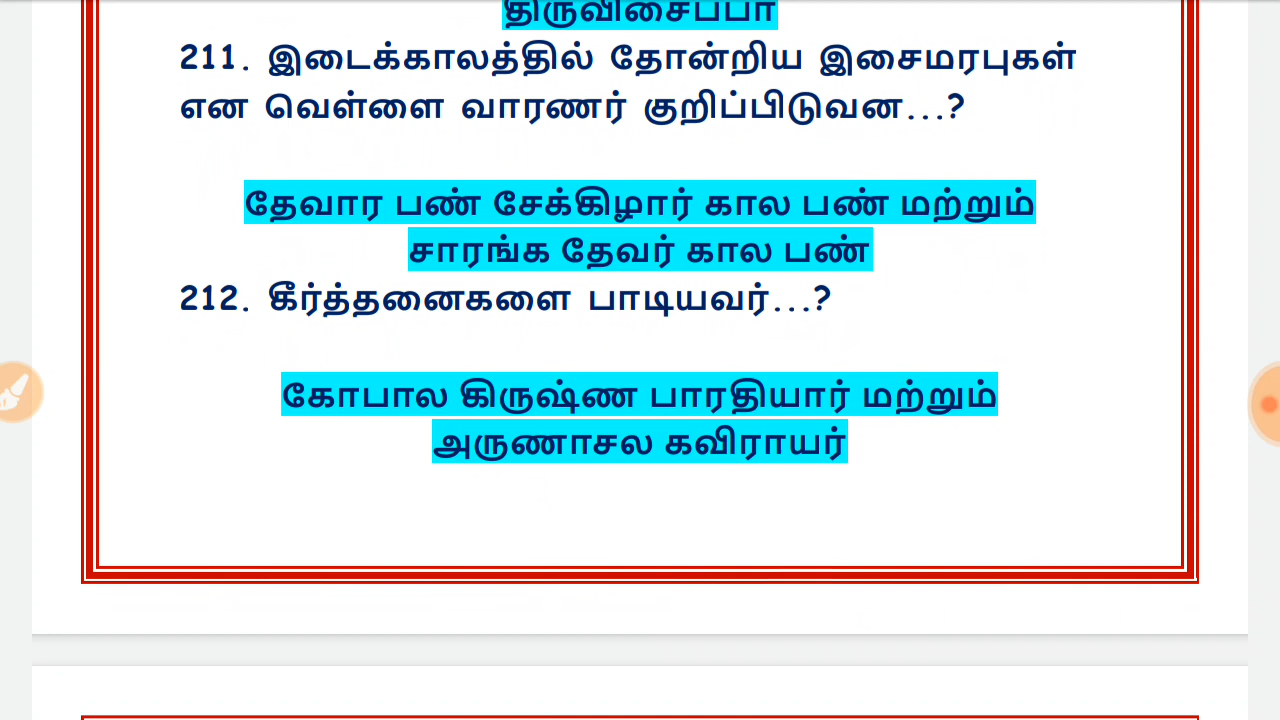 திருவிசைப்பா
211. இடைக்காலத்தில் தோன்றிய இசைமரபுகள்
என வெள்ளை வாரணர் குறிப்பிடுவன...?
தேவார பண் சேக்கிழார் கால பண் மற்றும்
சாரங்க தேவர் கால பண்
212. கீர்த்தனைகளை பாடியவர்...?
கோபால கிருஷ்ண பாரதியார் மற்றும்
அருணாசல கவிராயர்